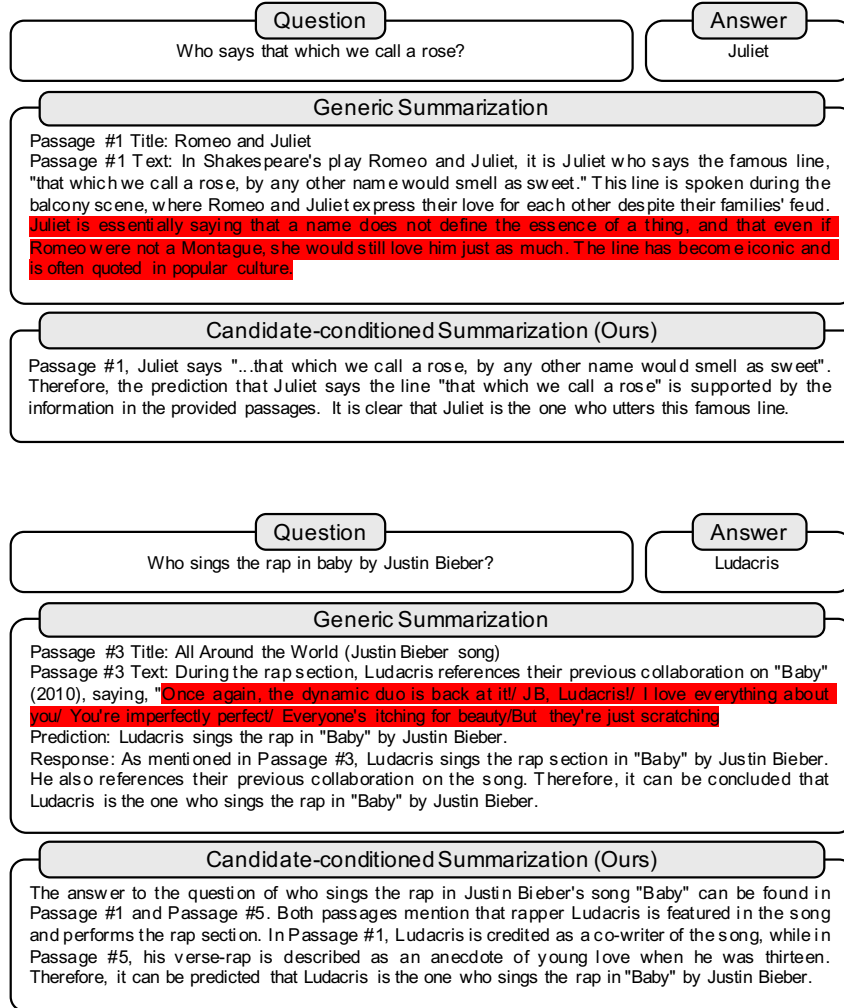 Question
Answer
Who says that which we call a rose?
Juliet
Generic Summarization
Passage #1 Title: Romeo and Juliet
Passage #1 Text: In Shakespeare's play Romeo and Juliet, it is Juliet who says the famous line,
"that which we call a rose, by any other name would smell as sweet." This line is spoken during the
balcony scene, where Romeo and Juliet express their love for each other despite their families' feud.
Juliet is essentially saying that a name does not define the essence of a thing, and that even if
Romeo were not a Montague, she would still love him just as much. The line has become iconic and
is often quoted in popular culture.
Candidate-conditioned Summarization (Ours)
Passage #1, Juliet says "...that which we call a rose, by any other name would smell as sweet".
Therefore, the prediction that Juliet says the line "that which we call a rose" is supported by the
information in the provided passages. It is clear that Juliet is the one who utters this famous line.
Question
Answer
Who sings the rap in baby by Justin Bieber?
Ludacris
Generic Summarization
Passage #3 Title: All Around the World (Justin Bieber song)
Passage #3 Text: During the rap section, Ludacris references their previous collaboration on "Baby"
(2010), saying, "Once again, the dynamic duo is back at it!/ JB, Ludacris!/ I love everything about
you/ You're imperfectly perfect/ Everyone's itching for beauty/But they're just scratching
Prediction: Ludacris sings the rap in "Baby" by Justin Bieber.
Response: As mentioned in Passage #3, Ludacris sings the rap section in "Baby" by Justin Bieber.
He also references their previous collaboration on the song. Therefore, it can be concluded that
Ludacris is the one who sings the rap in "Baby" by Justin Bieber.
Candidate-conditioned Summarization (Ours)
The answer to the question of who sings the rap in Justin Bieber's song "Baby" can be found in
Passage #1 and Passage #5. Both passages mention that rapper Ludacris is featured in the song
and performs the rap section. In Passage #1, Ludacris is credited as a co-writer of the song, while in
Passage #5, his verse-rap is described as an anecdote of young love when he was thirteen.
Therefore, it can be predicted that Ludacris is the one who sings the rap in "Baby" by Justin Bieber.